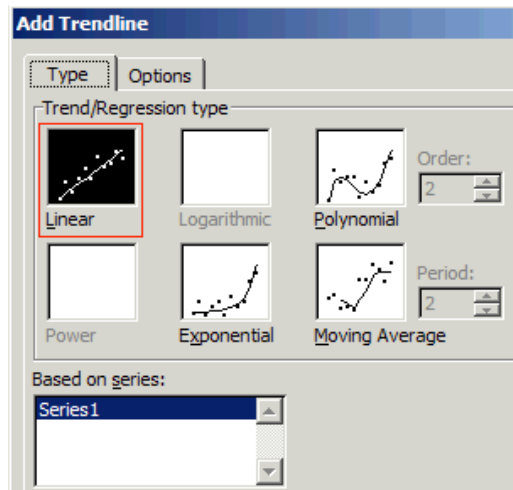 Add Trendline
Type Options
Trend/Regression type
Order:
2
Linear Logarithmic Polynomial
Period:
2
Power Exponential Moving Average
Based on series:
Series1